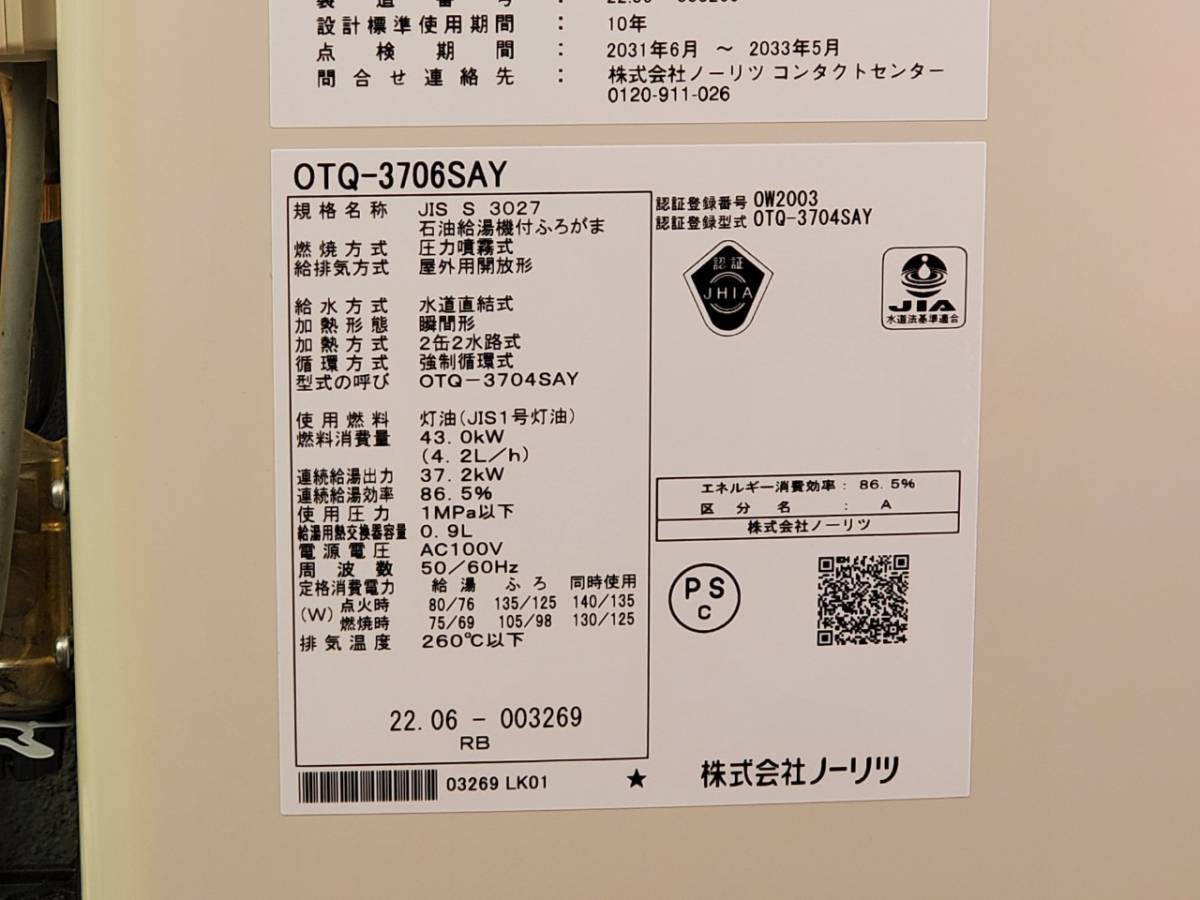 設計標準使用期間 : 10年
点検期間 : 2031年6月 ～ 2033年5月
問合せ連絡先 : 株式会社ノーリツ コンタクトセンター
0120-911-026
OTQ-3706SAY
規格名称 JIS S 3027
石油給湯機付ふろがま
燃焼方式 圧力噴霧式
給排気方式 屋外用開放形
給水方式 水道直結式
加熱形態 瞬間形
加熱方式 2缶2水路式
循環方式 強制循環式
型式の呼び OTQ-3704SAY
使用燃料 灯油(JIS1号灯油)
燃料消費量 43.0kW
(4.2L/h)
連続給湯出力 37.2kW
連続給湯効率 86.5%
使用圧力 1MPa以下
給湯用熱交換器容量 0.9L
電源電圧 AC100V
周波数 50/60Hz
定格消費電力 給湯 ふろ 同時使用
(W) 点火時 80/76 135/125 140/135
燃焼時 75/69 105/98 130/125
排気温度 260℃以下
22.06 - 003269
RB
03269 LK01 ★
認証登録番号 OW2003
認証登録型式 OTQ-3704SAY
認証
JHIA
JIA
水道法基準適合
エネルギー消費効率: 86.5%
区分名 : A
株式会社ノーリツ
PS
C
株式会社ノーリツ